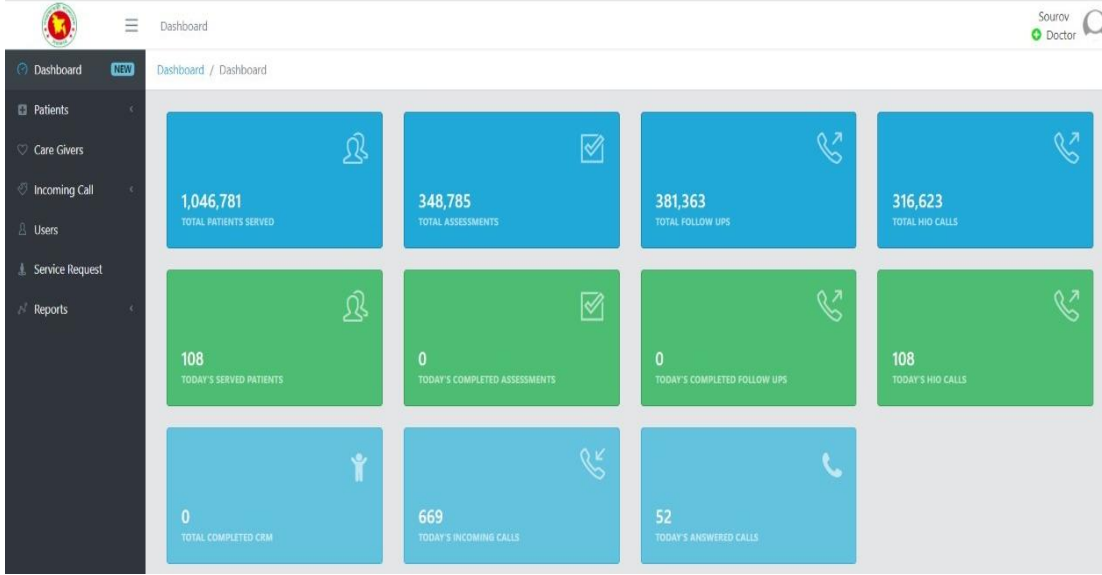 Dashboard
Sourov
Doctor
Dashboard NEW
Patients
Care Givers
Incoming Call
Users
Service Request
Reports
Dashboard / Dashboard
1,046,781
TOTAL PATIENTS SERVED
348,785
TOTAL ASSESSMENTS
381,363
TOTAL FOLLOW UPS
316,623
TOTAL HIO CALLS
108
TODAY'S SERVED PATIENTS
0
TODAY'S COMPLETED ASSESSMENTS
0
TODAY'S COMPLETED FOLLOW UPS
108
TODAY'S HIO CALLS
0
TOTAL COMPLETED CRM
669
TODAY'S INCOMING CALLS
52
TODAY'S ANSWERED CALLS